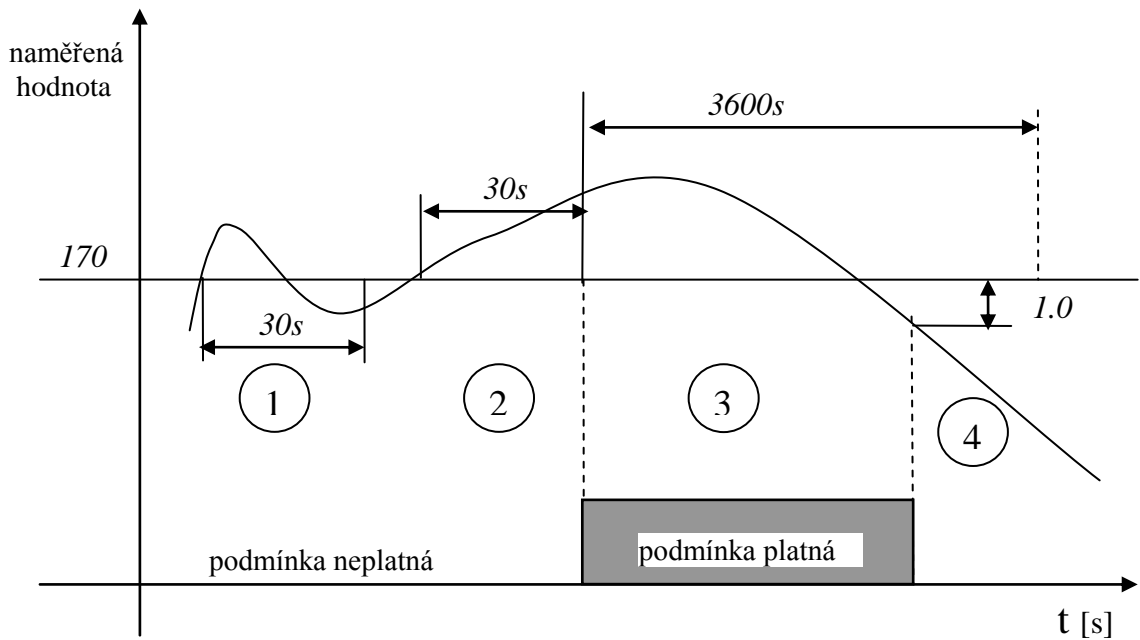 naměřená
hodnota
3600s
30s
170
30s
1.0
1
2
3
4
podmínka neplatná
podmínka platná
t [s]